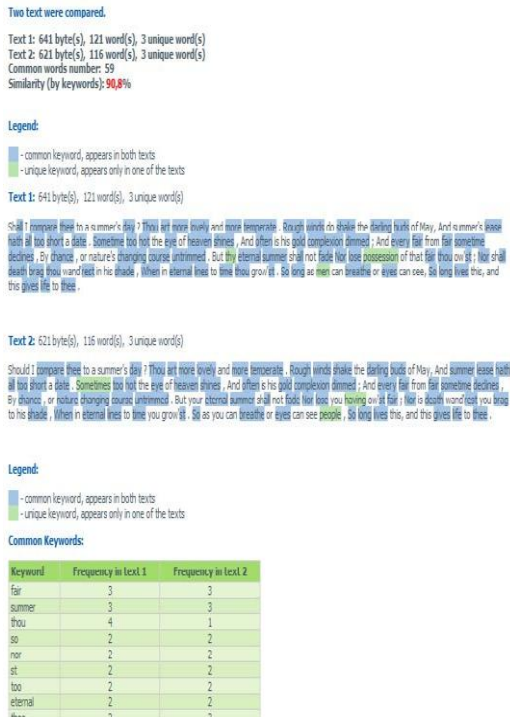 Two text were compared.
Text 1: 641 byte(s), 121 word(s), 3 unique word(s)
Text 2: 621 byte(s), 116 word(s), 3 unique word(s)
Common words number: 59
Similarity (by keywords): 90,8%
Legend:
- common keyword, appears in both texts
- unique keyword, appears only in one of the texts
Text 1: 641 byte(s), 121 word(s), 3 unique word(s)
Shall I compare thee to a summer's day ? Thou art more lovely and more temperate . Rough winds do shake the darling buds of May, And summer's lease
hath all too short a date . Sometime too hot the eye of heaven shines , And often is his gold complexion dimmed ; And every fair from fair sometime
declines , By chance , or nature's changing course untrimmed . But thy eternal summer shall not fade Nor lose possession of that fair thou ow'st ; Nor shall
death brag thou wand'rest in his shade , When in eternal lines to time thou grow'st . So long as men can breathe or eyes can see, So long lives this, and
this gives life to thee .
Text 2: 621 byte(s), 116 word(s), 3 unique word(s)
Should I compare thee to a summer's day ? Thou art more lovely and more temperate . Rough winds shake the darling buds of May, And summer lease hath
all too short a date . Sometimes too hot the eye of heaven shines , And often is his gold complexion dimmed ; And every fair from fair sometime declines ,
By chance , or nature changing course untrimmed . But your eternal summer shall not fade Nor loss you having ow'st fair ; Nor is death wand'rest you brag
to his shade , When in eternal lines to time you grow'st . So as you can breathe or eyes can see people , So long lives this, and this gives life to thee .
Legend:
- common keyword, appears in both texts
- unique keyword, appears only in one of the texts
Common Keywords:
Keyword Frequency in text 1 Frequency in text 2
fair 3 3
summer 3 3
thou 4 1
so 2 2
nor 2 2
st 2 2
too 2 2
eternal 2 2